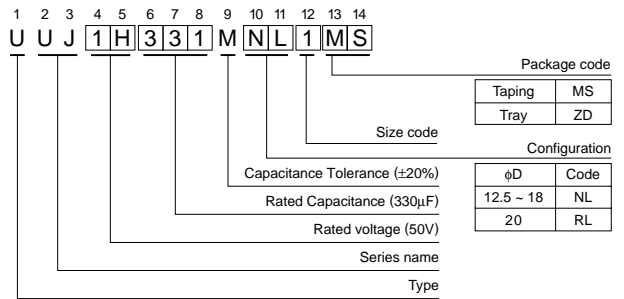 1 2 3 4 5 6 7 8 9 10 11 12 13 14
U U J 1 H 3 3 1 M N L 1 M S
Package code
Taping MS
Tray ZD
Size code
Configuration
Capacitance Tolerance (±20%)
ϕD Code
12.5 ~ 18 NL
20 RL
Rated Capacitance (330µF)
Rated voltage (50V)
Series name
Type